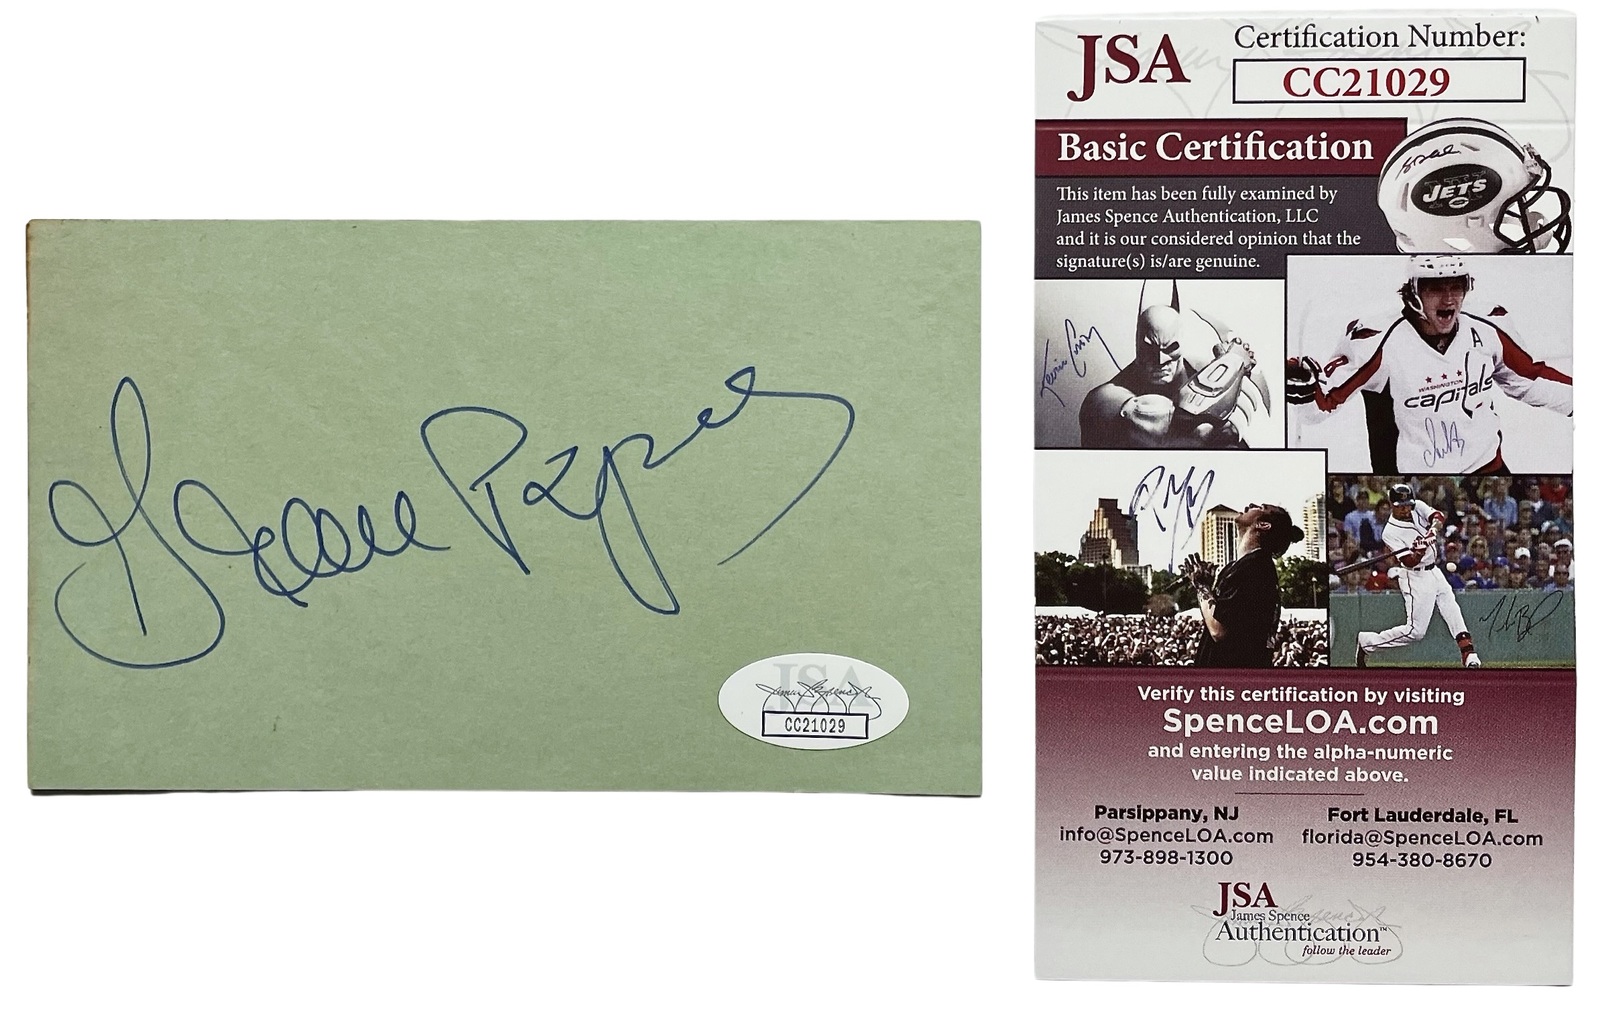 JSA
CC21029
JSA
Certification Number:
CC21029
Basic Certification
This item has been fully examined by
James Spence Authentication, LLC
and it is our considered opinion that the
signature(s) is/are genuine.
JETS
A
WASHINGTON
capitals
Verify this certification by visiting
SpenceLOA.com
and entering the alpha-numeric
value indicated above.
Parsippany, NJ
info@SpenceLOA.com
973-898-1300
Fort Lauderdale, FL
florida@SpenceLOA.com
954-380-8670
JSA
James Spence
Authentication™
follow the leader